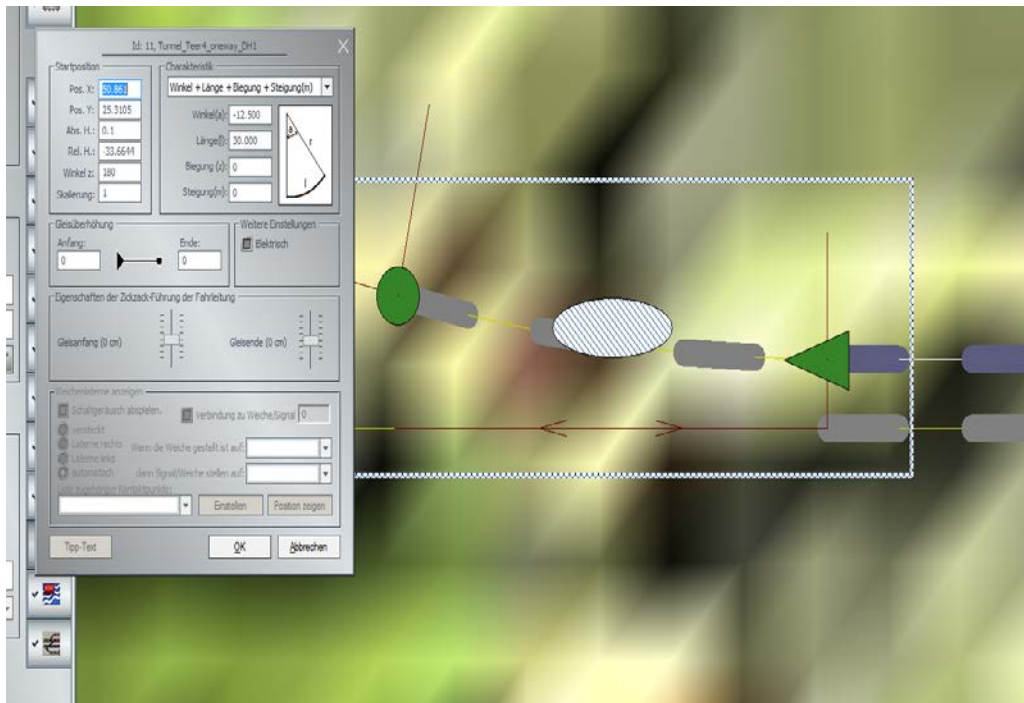 Id: 11, Tunnel_Teer4_oneway_DH1
X
Startposition
Pos. X: 50.861
Pos. Y: 25.3105
Abs. H.: 0.1
Rel. H.: -33.6644
Winkel z: 180
Skalierung: 1
Charakteristik
Winkel + Länge + Biegung + Steigung(m)
Winkel(a): -12.500
Länge(l): 30.000
Biegung (z): 0
Steigung(m): 0
a
r
l
Gleisüberhöhung
Anfang: Ende:
0 0
Weitere Einstellungen
Elektrisch
Eigenschaften der Zickzack-Führung der Fahrleitung
Gleisanfang (0 cm) Gleisende (0 cm)
Weichenlaterne anzeigen
Schaltgeräusch abspielen. Verbindung zu Weiche/Signal 0
versteckt
Laterne rechts
Laterne links
automatisch
Wenn die Weiche gestellt ist auf:
dann Signal/Weiche stellen auf:
Einstellen Position zeigen
Tipp-Text OK Abbrechen